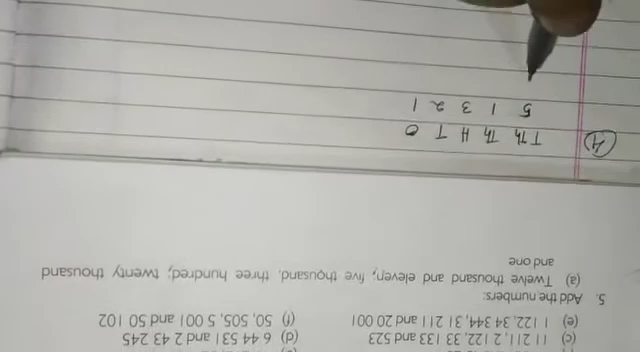 (c) 11 211, 2 122, 33 133 and 523 (d) 6 44 531 and 2 43 245
(e) 1 122, 34 344, 31 211 and 20 001 (f) 50, 505, 5 001 and 50 102
5. Add the numbers:
(a) Twelve thousand and eleven; five thousand, three hundred; twenty thousand
and one
T Th Th H T O
5 1 3 2 1